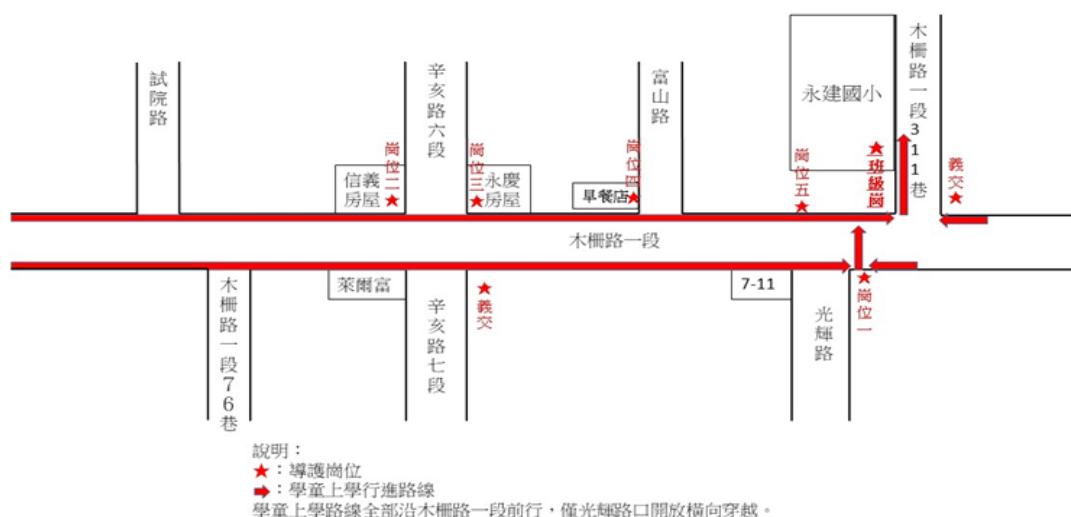 試院路
辛亥路六段
富山路
永建國小
木柵路一段311巷
崗位二★
崗位三★
崗位四★
崗位五★
★班級崗
義交★
信義
房屋
永慶
房屋
早餐店
木柵路一段
木柵路一段76巷
萊爾富
辛亥路七段
★義交
7-11
光輝路
★崗位一
說明：
★：導護崗位
➡：學童上學行進路線
學童上學路線全部沿木柵路一段前行，僅光輝路口開放橫向穿越。